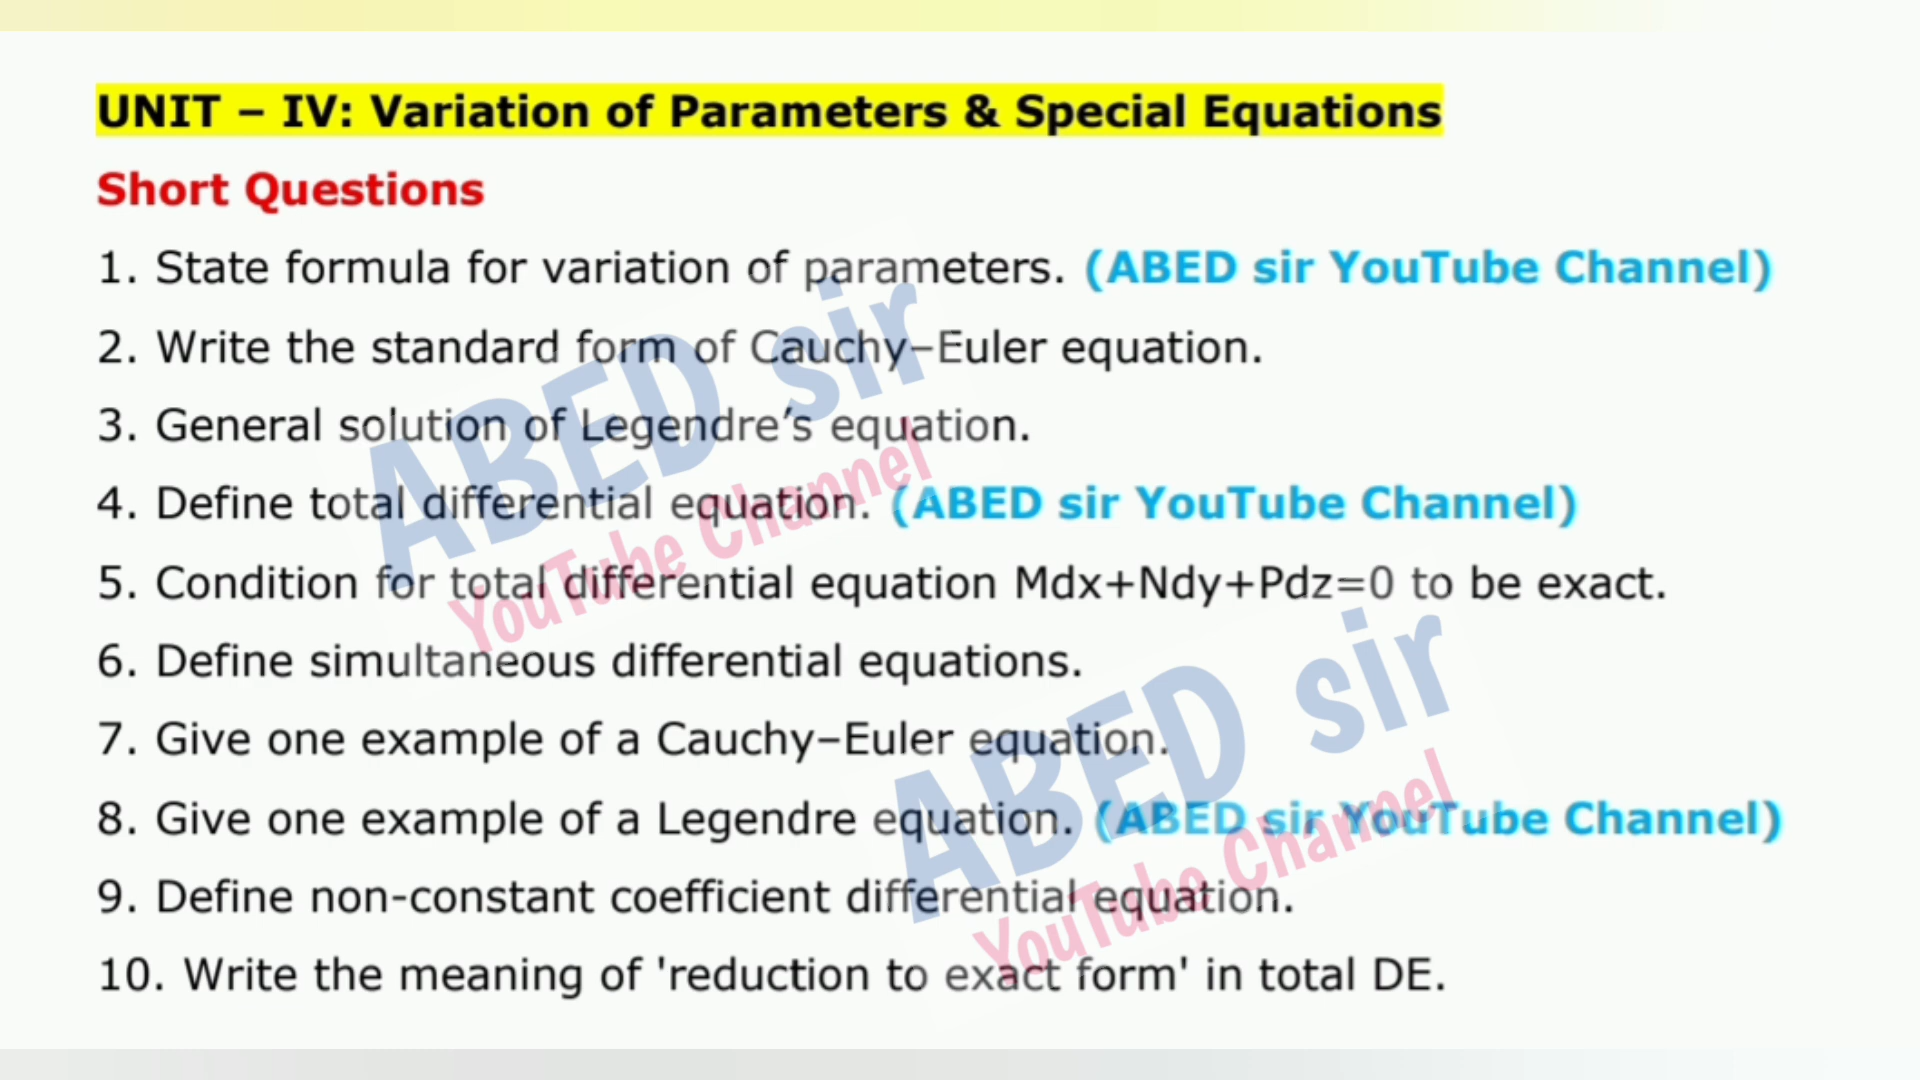 UNIT – IV: Variation of Parameters & Special Equations
Short Questions
1. State formula for variation of parameters. (ABED sir YouTube Channel)
2. Write the standard form of Cauchy–Euler equation.
3. General solution of Legendre’s equation.
4. Define total differential equation. (ABED sir YouTube Channel)
5. Condition for total differential equation Mdx+Ndy+Pdz=0 to be exact.
6. Define simultaneous differential equations.
7. Give one example of a Cauchy–Euler equation.
8. Give one example of a Legendre equation. (ABED sir YouTube Channel)
9. Define non-constant coefficient differential equation.
10. Write the meaning of 'reduction to exact form' in total DE.
ABED sir
YouTube Channel
ABED sir
YouTube Channel